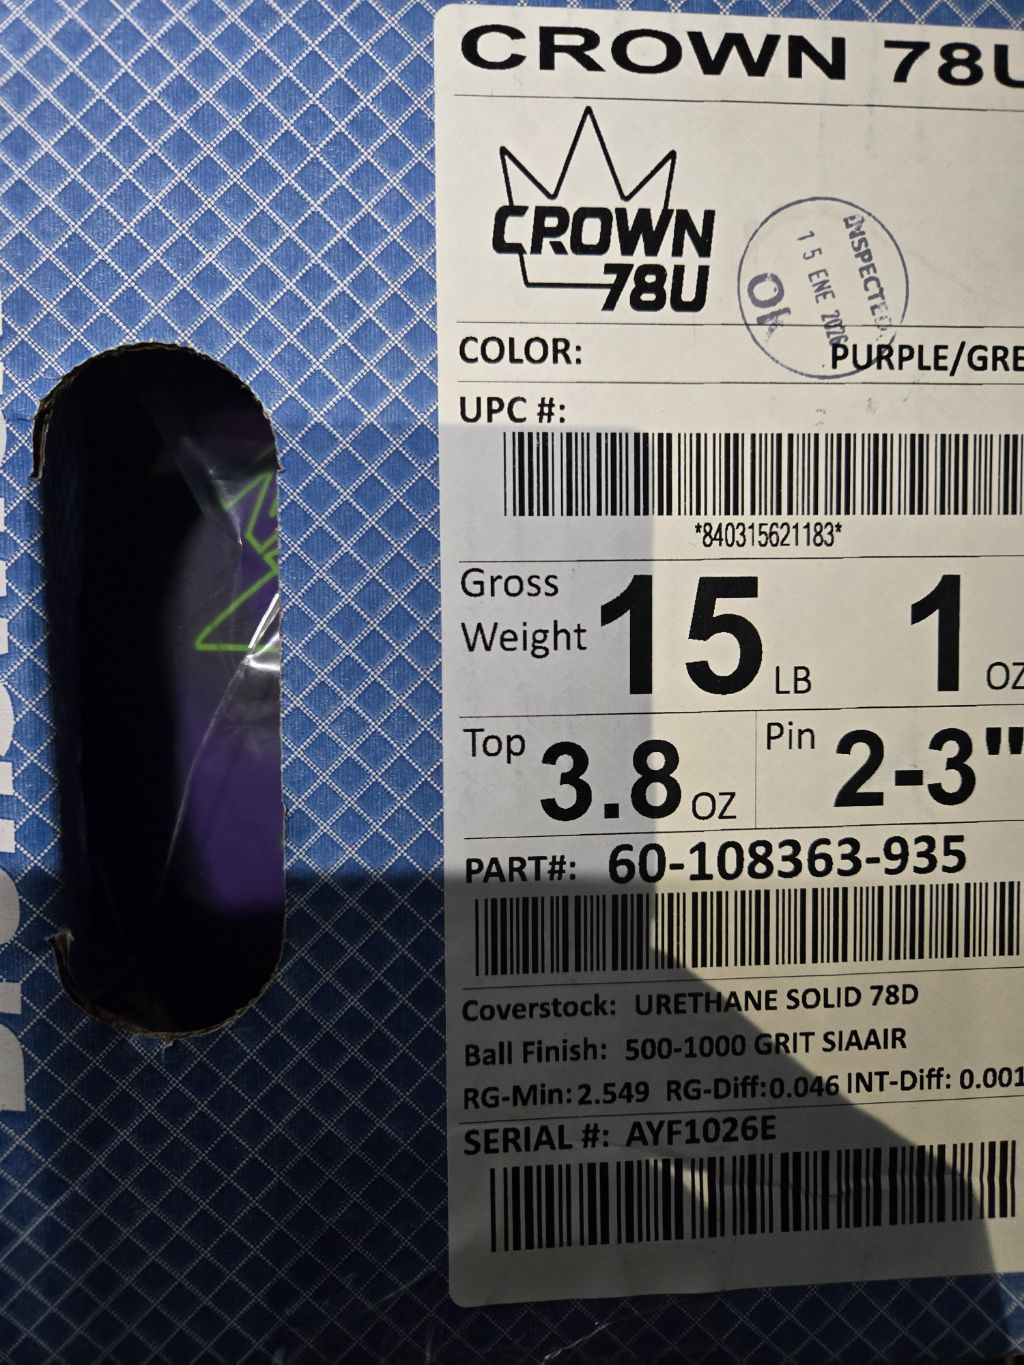 CROWN 78U
CROWN
78U
INSPECTED
15 ENE 2026
OK
COLOR: PURPLE/GRE
UPC #:
*840315621183*
Gross Weight 15 LB 1 OZ
Top 3.8 OZ Pin 2-3"
PART#: 60-108363-935
Coverstock: URETHANE SOLID 78D
Ball Finish: 500-1000 GRIT SIAAIR
RG-Min: 2.549 RG-Diff: 0.046 INT-Diff: 0.001
SERIAL #: AYF1026E